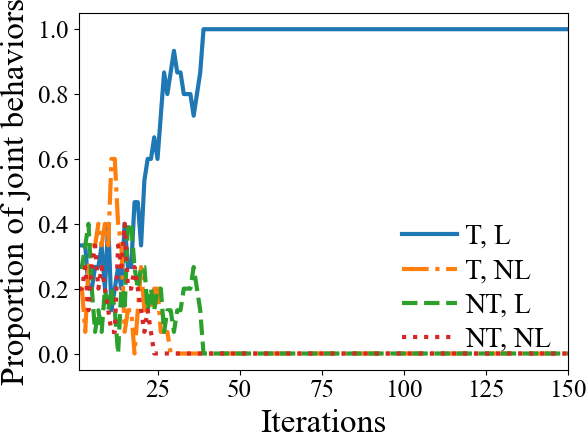 Proportion of joint behaviors
1.0
0.8
0.6
0.4
0.2
0.0
T, L
T, NL
NT, L
NT, NL
25 50 75 100 125 150
Iterations